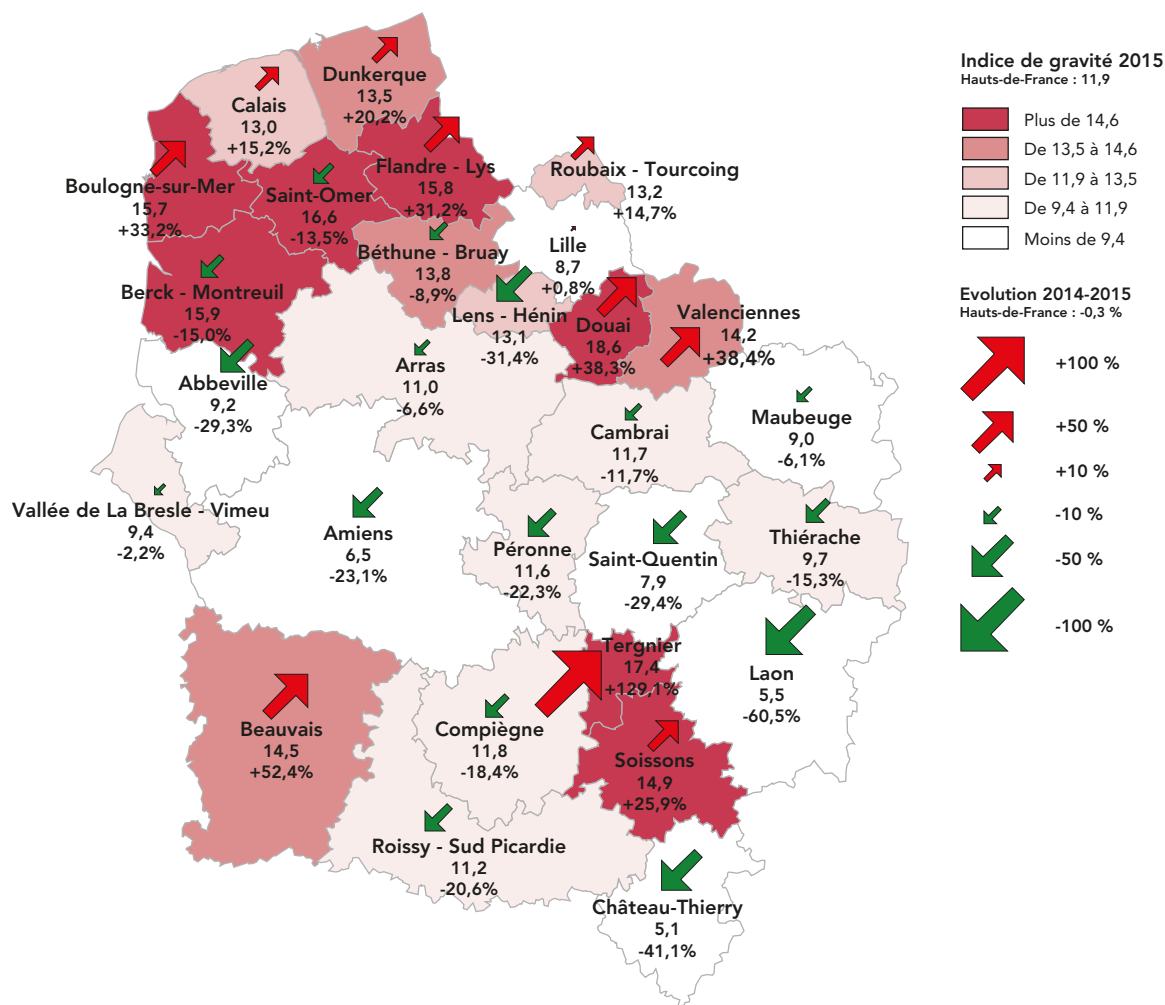 Dunkerque
13,5
+20,2%
Calais
13,0
+15,2%
Flandre - Lys
15,8
+31,2%
Roubaix - Tourcoing
13,2
+14,7%
Boulogne-sur-Mer
15,7
+33,2%
Saint-Omer
16,6
-13,5%
Béthune - Bruay
13,8
-8,9%
Lille
8,7
+0,8%
Berck - Montreuil
15,9
-15,0%
Lens - Hénin
13,1
-31,4%
Douai
18,6
+38,3%
Valenciennes
14,2
+38,4%
Abbeville
9,2
-29,3%
Arras
11,0
-6,6%
Cambrai
11,7
-11,7%
Maubeuge
9,0
-6,1%
Vallée de La Bresle - Vimeu
9,4
-2,2%
Amiens
6,5
-23,1%
Péronne
11,6
-22,3%
Saint-Quentin
7,9
-29,4%
Thiérache
9,7
-15,3%
Tergnier
17,4
+129,1%
Laon
5,5
-60,5%
Beauvais
14,5
+52,4%
Compiègne
11,8
-18,4%
Soissons
14,9
+25,9%
Roissy - Sud Picardie
11,2
-20,6%
Château-Thierry
5,1
-41,1%
Indice de gravité 2015
Hauts-de-France : 11,9
Plus de 14,6
De 13,5 à 14,6
De 11,9 à 13,5
De 9,4 à 11,9
Moins de 9,4
Evolution 2014-2015
Hauts-de-France : -0,3 %
+100 %
+50 %
+10 %
-10 %
-50 %
-100 %